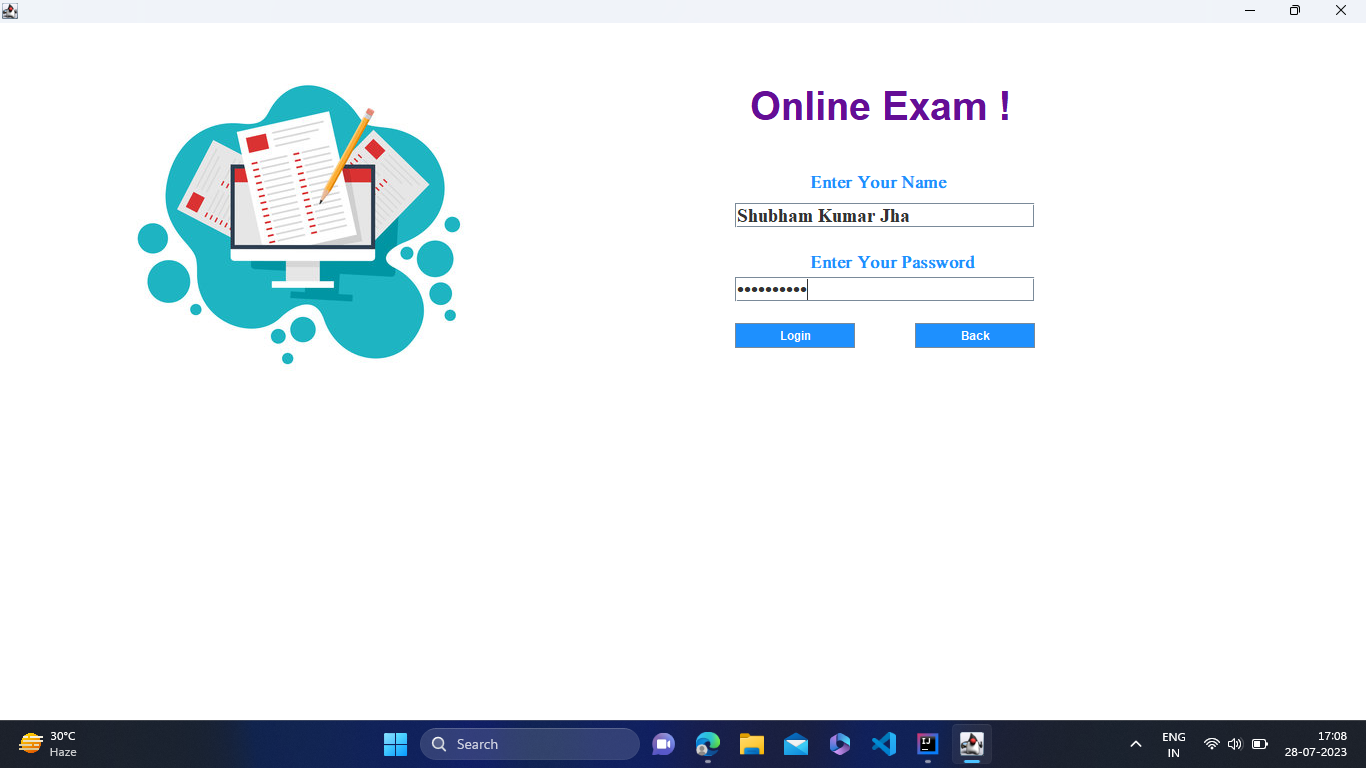 Online Exam !
Enter Your Name
Shubham Kumar Jha
Enter Your Password
••••••••••
Login
Back
30°C
Haze
Search
IJ
ENG
IN
17:08
28-07-2023